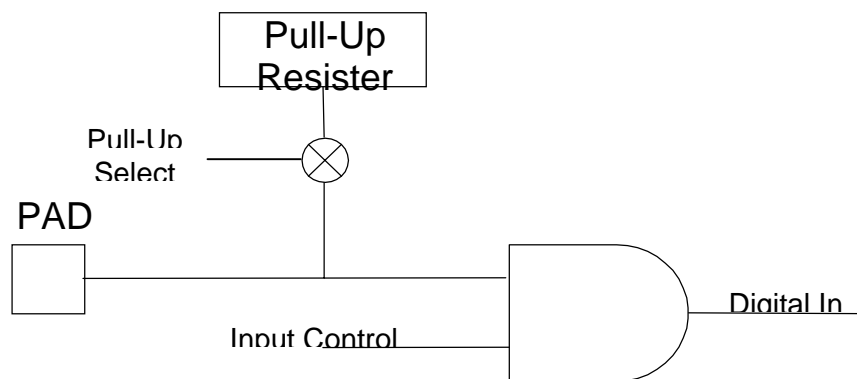 Pull-Up
Resister
Pull-Up
Select
PAD
Digital In
Input Control